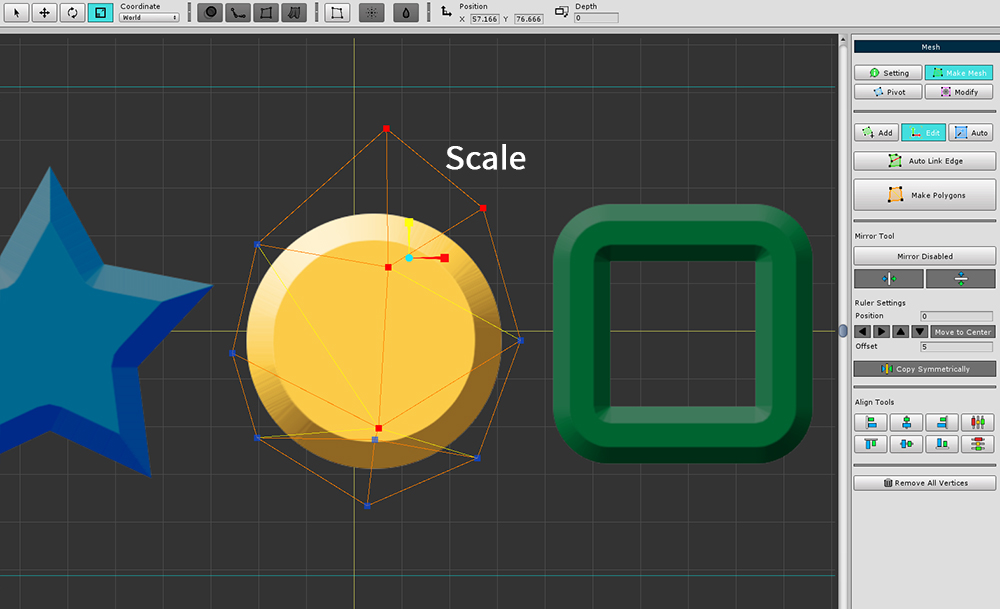 Coordinate
World
Position
X 57.166 Y 76.666
Depth
0
Mesh
Setting
Make Mesh
Pivot
Modify
Add
Edit
Auto
Auto Link Edge
Make Polygons
Mirror Tool
Mirror Disabled
Ruler Settings
Position 0
Move to Center
Offset 5
Copy Symmetrically
Align Tools
Remove All Vertices
Scale